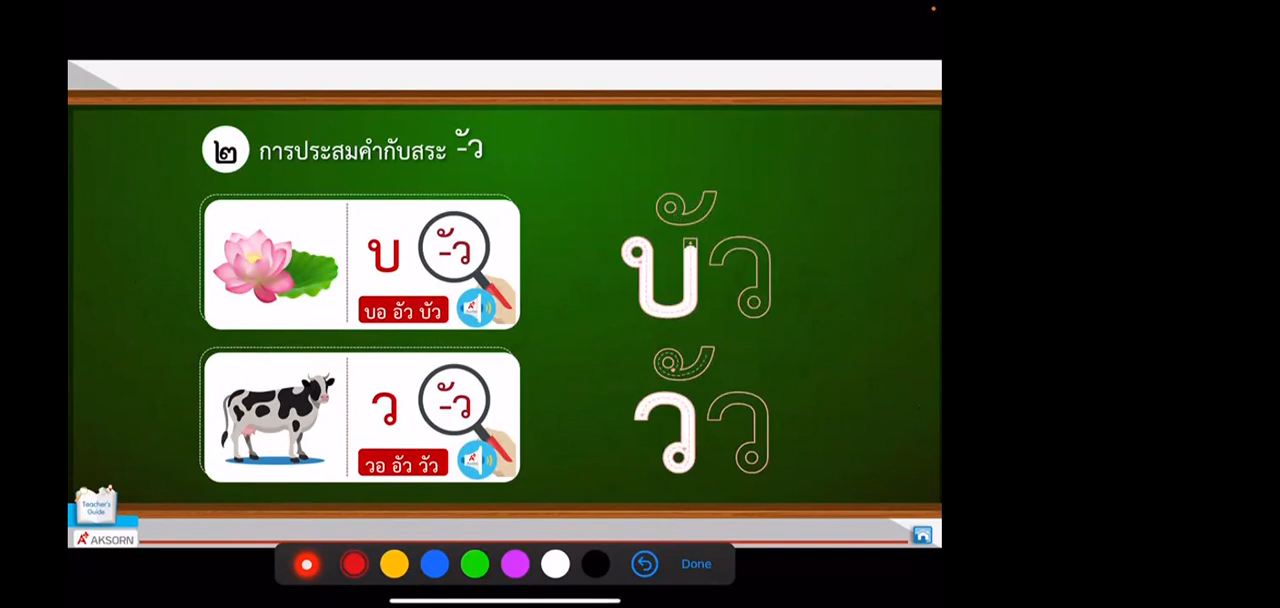 ๒ การประสมคำกับสระ -ัว
บ -ัว
บอ อัว บัว
บัว
ว -ัว
วอ อัว วัว
วัว
Teacher's
Guide
AKSORN
Done